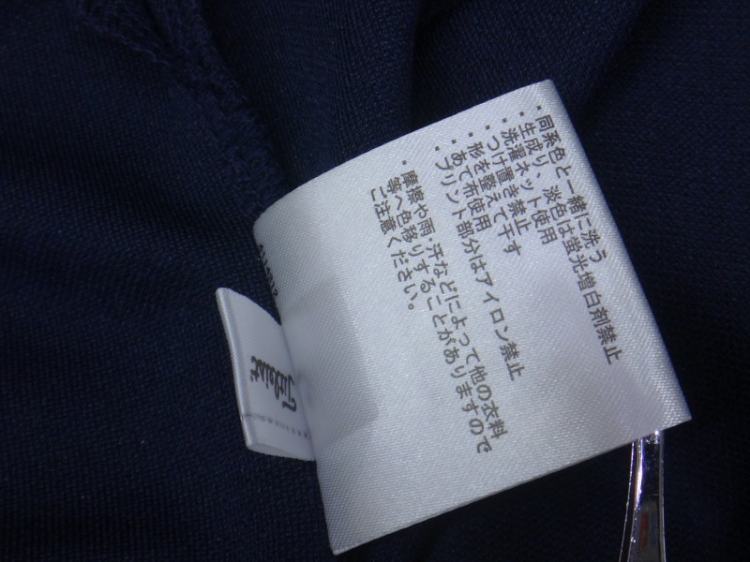 ・同系色と一緒に洗う
・生成り、淡色は蛍光増白剤禁止
・洗濯ネット使用
・つけ置き禁止
・形を整えて干す
・あて布使用
・プリント部分はアイロン禁止
・摩擦や雨・汗などによって他の衣料
等へ色移りすることがありますので
ご注意ください。
Titleist